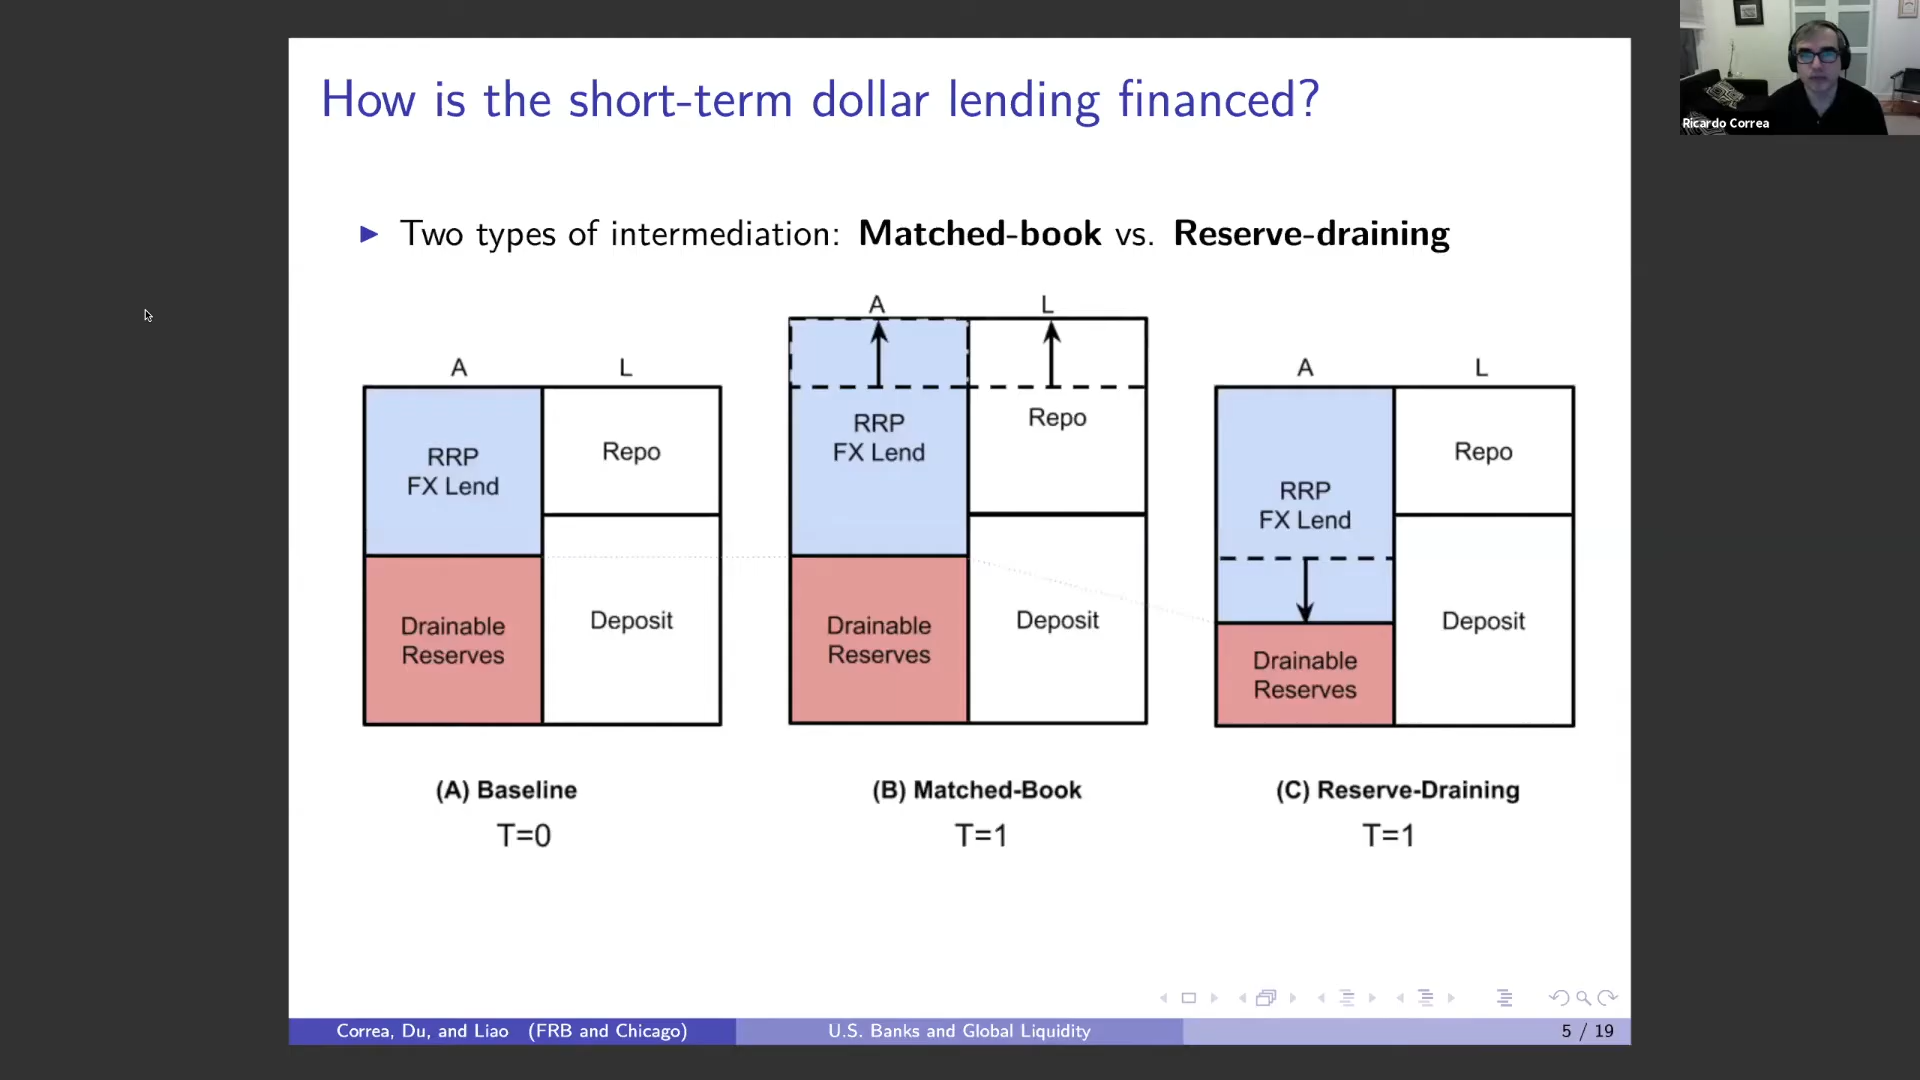 Ricardo Correa
How is the short-term dollar lending financed?
Two types of intermediation: Matched-book vs. Reserve-draining
A L
RRP
FX Lend
Repo
Drainable
Reserves
Deposit
(A) Baseline
T=0
A L
RRP
FX Lend
Repo
Drainable
Reserves
Deposit
(B) Matched-Book
T=1
A L
RRP
FX Lend
Repo
Drainable
Reserves
Deposit
(C) Reserve-Draining
T=1
Correa, Du, and Liao (FRB and Chicago) U.S. Banks and Global Liquidity 5 / 19